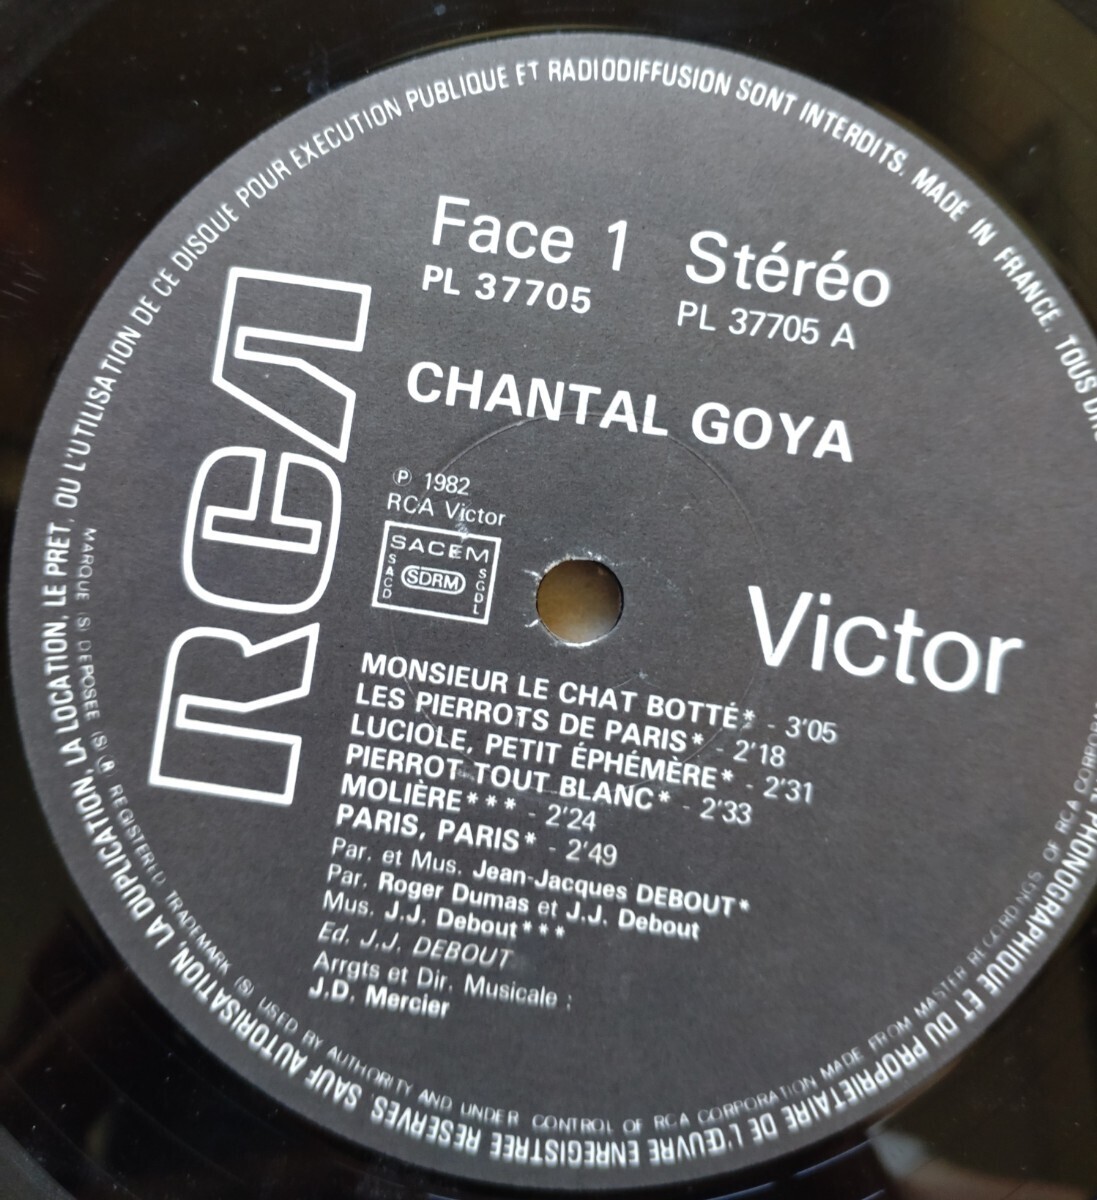 Face 1 Stéréo
PL 37705 PL 37705 A
CHANTAL GOYA
RCA
Ⓟ 1982
RCA Victor
SACEM
SACD SDRM SGDL
Victor
MONSIEUR LE CHAT BOTTÉ* - 3'05
LES PIERROTS DE PARIS* - 2'18
LUCIOLE, PETIT ÉPHÉMÈRE* - 2'31
PIERROT TOUT BLANC* - 2'33
MOLIÈRE*** - 2'24
PARIS, PARIS* - 2'49
Par. et Mus. Jean-Jacques DEBOUT*
Par. Roger Dumas et J.J. Debout
Mus. J.J. Debout***
Ed. J.J. DEBOUT
Arrgts et Dir. Musicale :
J.D. Mercier
PHONOGRAPHIQUE ET DU PROPRIETAIRE DE L'ŒUVRE ENREGISTREE RESERVES SAUF AUTORISATION, LA DUPLICATION, LA LOCATION, LE PRET, OU L'UTILISATION DE CE DISQUE POUR EXECUTION PUBLIQUE ET RADIODIFFUSION SONT INTERDITS. MADE IN FRANCE. TOUS
MARQUE (S) DEPOSEE (S) ® REGISTERED TRADEMARK (S) USED BY AUTHORITY AND UNDER CONTROL OF RCA CORPORATION MADE FROM MASTER RECORDINGS OF RCA